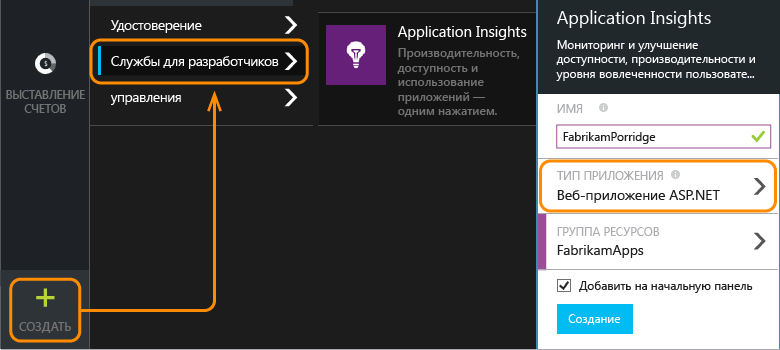 ВЫСТАВЛЕНИЕ
СЧЕТОВ
СОЗДАТЬ
Удостоверение
Службы для разработчиков
управления
Application Insights
Производительность,
доступность и
использование
приложений —
одним нажатием.
Application Insights
Мониторинг и улучшение
доступности, производительности и
уровня вовлеченности пользовате...
ИМЯ
FabrikamPorridge
ТИП ПРИЛОЖЕНИЯ
Веб-приложение ASP.NET
ГРУППА РЕСУРСОВ
FabrikamApps
Добавить на начальную панель
Создание